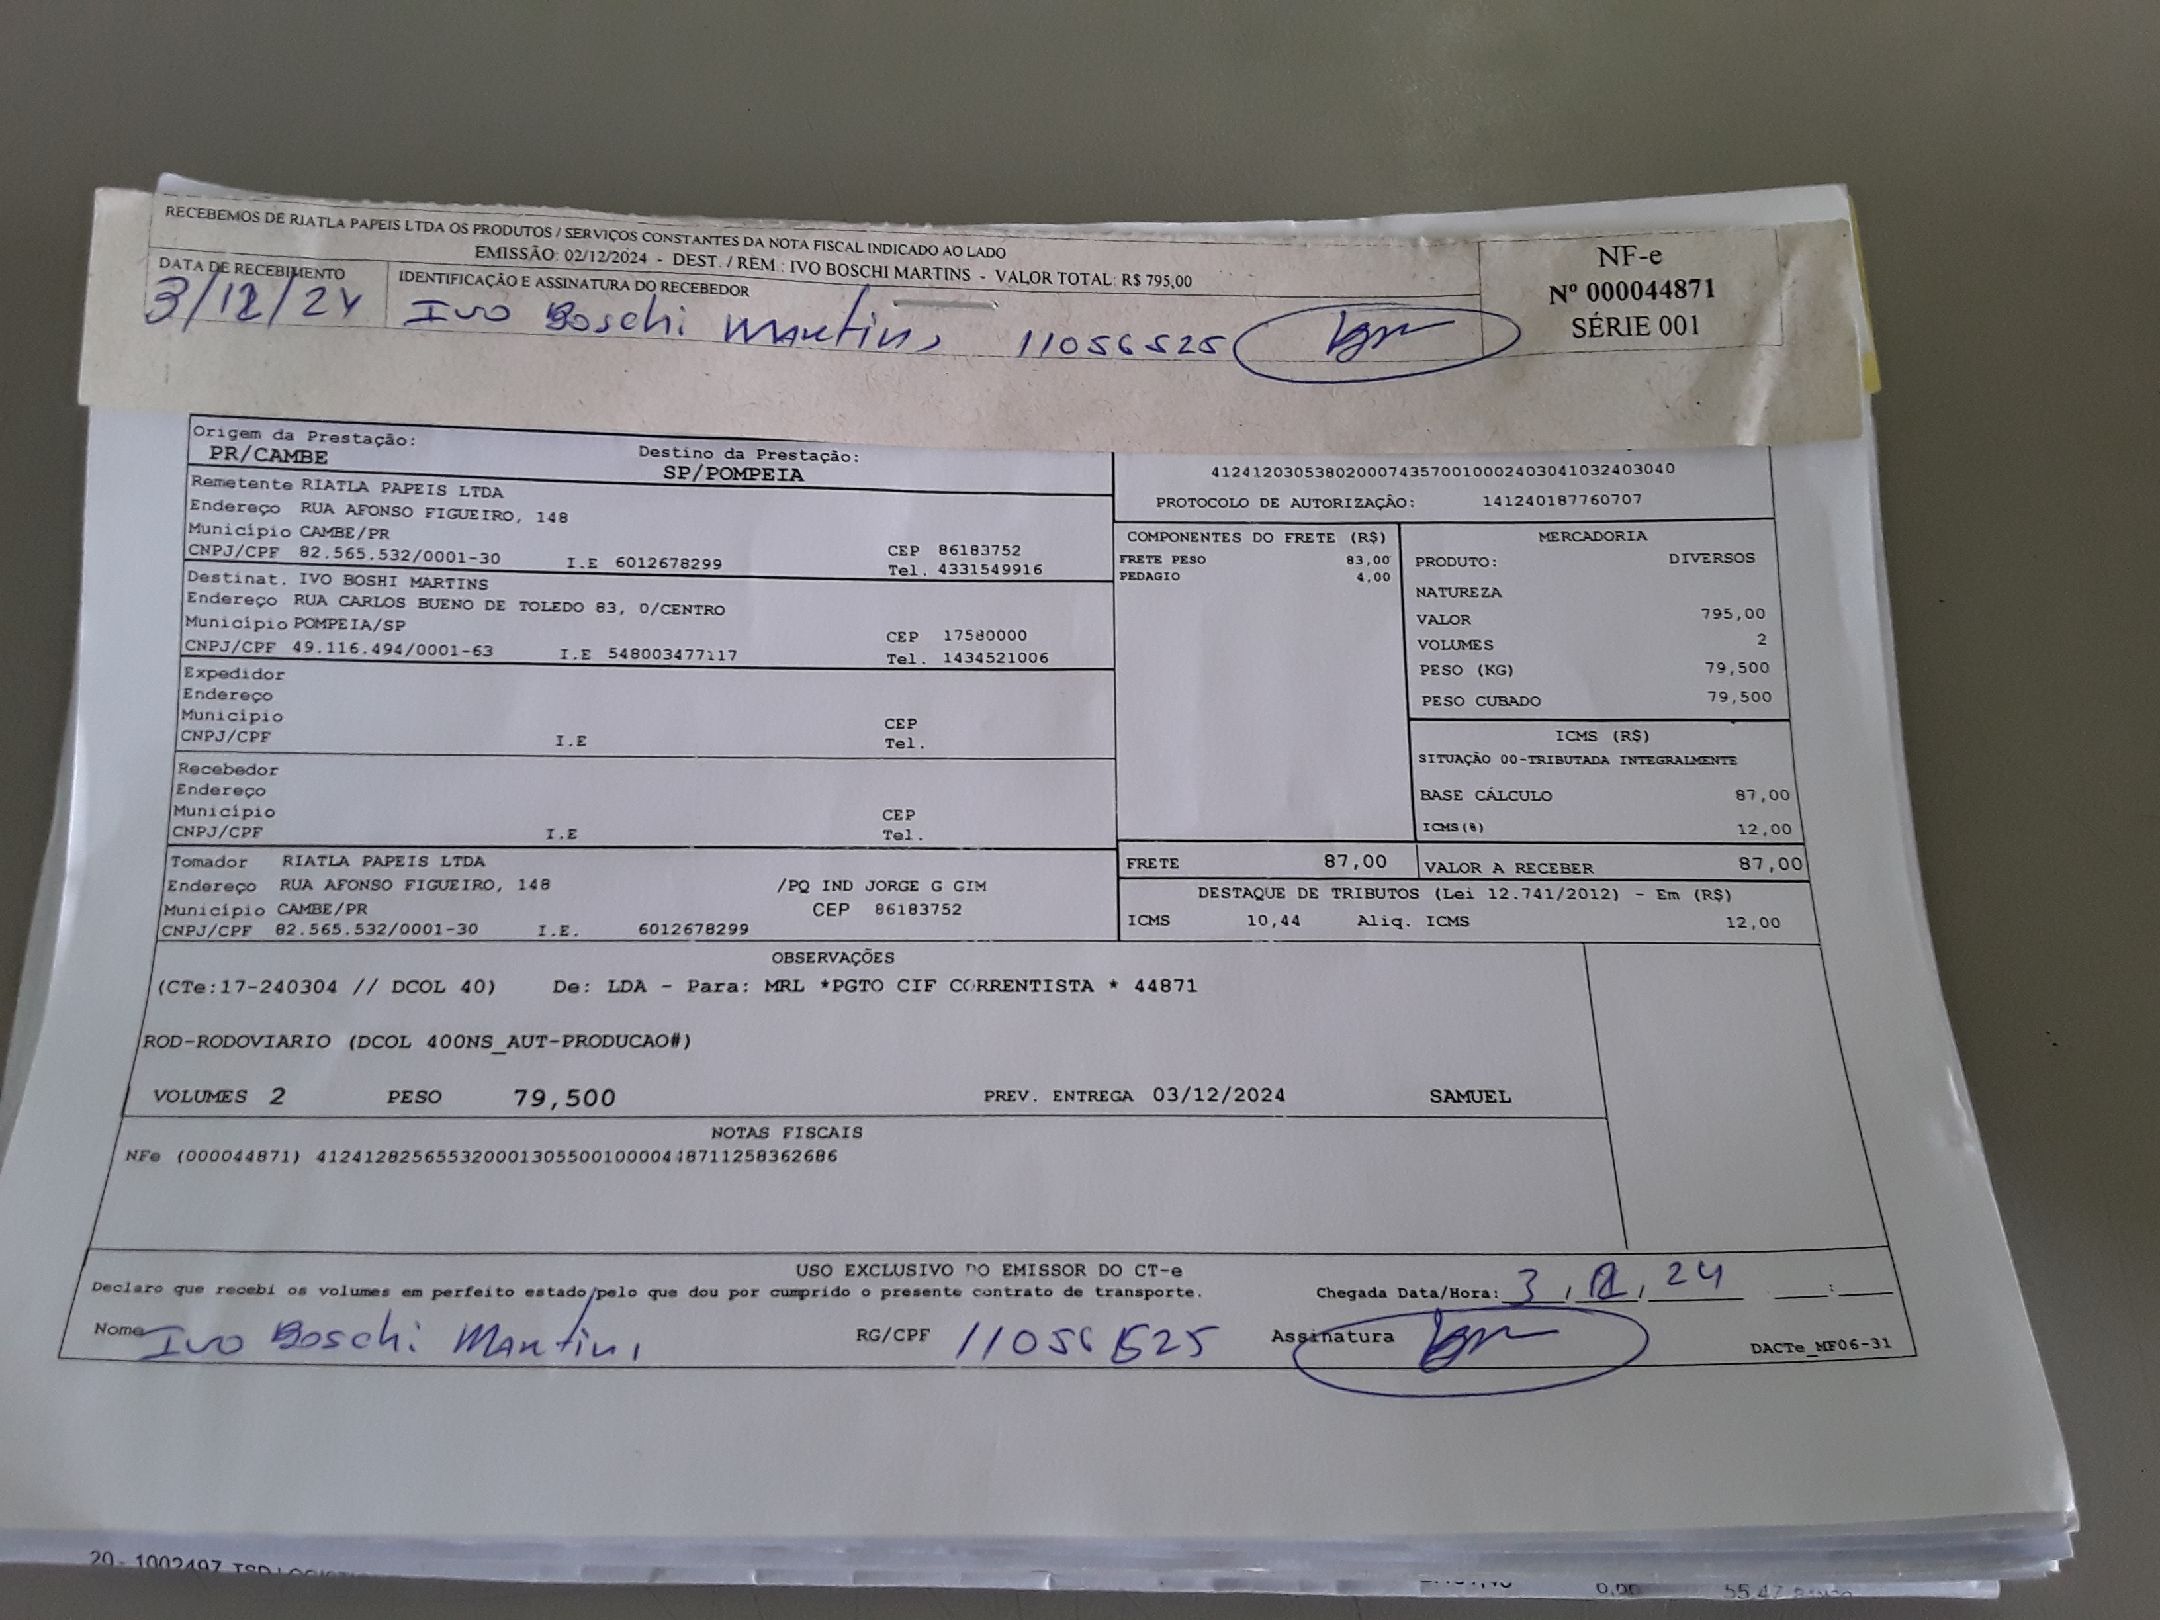 RECEBEMOS DE RIATLA PAPEIS LTDA OS PRODUTOS / SERVIÇOS CONSTANTES DA NOTA FISCAL INDICADO AO LADO
EMISSÃO: 02/12/2024 - DEST. / REM : IVO BOSCHI MARTINS - VALOR TOTAL: R$ 795,00
DATA DE RECEBIMENTO
IDENTIFICAÇÃO E ASSINATURA DO RECEBEDOR
3/12/24 Ivo Boschi Martins 11056525
NF-e
Nº 000044871
SÉRIE 001
Origem da Prestação:
PR/CAMBE
Destino da Prestação:
SP/POMPEIA
Remetente RIATLA PAPEIS LTDA
Endereço RUA AFONSO FIGUEIRO, 148
Município CAMBE/PR CEP 86183752
CNPJ/CPF 82.565.532/0001-30 I.E 6012678299 Tel. 4331549916
Destinat. IVO BOSHI MARTINS
Endereço RUA CARLOS BUENO DE TOLEDO 83, 0/CENTRO
Município POMPEIA/SP CEP 17580000
CNPJ/CPF 49.116.494/0001-63 I.E 548003477117 Tel. 1434521006
Expedidor
Endereço
Município CEP
CNPJ/CPF I.E Tel.
Recebedor
Endereço
Município CEP
CNPJ/CPF I.E Tel.
Tomador RIATLA PAPEIS LTDA
Endereço RUA AFONSO FIGUEIRO, 148 /PQ IND JORGE G GIM
Município CAMBE/PR CEP 86183752
CNPJ/CPF 82.565.532/0001-30 I.E. 6012678299
41241203053802000743570010002403041032403040
PROTOCOLO DE AUTORIZAÇÃO: 141240187760707
COMPONENTES DO FRETE (R$)
FRETE PESO 83,00
PEDAGIO 4,00
MERCADORIA
PRODUTO: DIVERSOS
NATUREZA
VALOR 795,00
VOLUMES 2
PESO (KG) 79,500
PESO CUBADO 79,500
ICMS (R$)
SITUAÇÃO 00-TRIBUTADA INTEGRALMENTE
BASE CÁLCULO 87,00
ICMS(%) 12,00
FRETE 87,00 VALOR A RECEBER 87,00
DESTAQUE DE TRIBUTOS (Lei 12.741/2012) - Em (R$)
ICMS 10,44 Aliq. ICMS 12,00
OBSERVAÇÕES
(CTe:17-240304 // DCOL 40) De: LDA - Para: MRL *PGTO CIF CORRENTISTA * 44871
ROD-RODOVIARIO (DCOL 400NS_AUT-PRODUCAO#)
VOLUMES 2 PESO 79,500 PREV. ENTREGA 03/12/2024 SAMUEL
NOTAS FISCAIS
NFe (000044871) 41241282565532000130550010000448711258362686
USO EXCLUSIVO DO EMISSOR DO CT-e
Declaro que recebi os volumes em perfeito estado pelo que dou por cumprido o presente contrato de transporte.
Chegada Data/Hora: 3 / 12 / 24 :
Nome Ivo Boschi Martins RG/CPF 11056525 Assinatura
DACTe_MF06-31
20 - 1002497